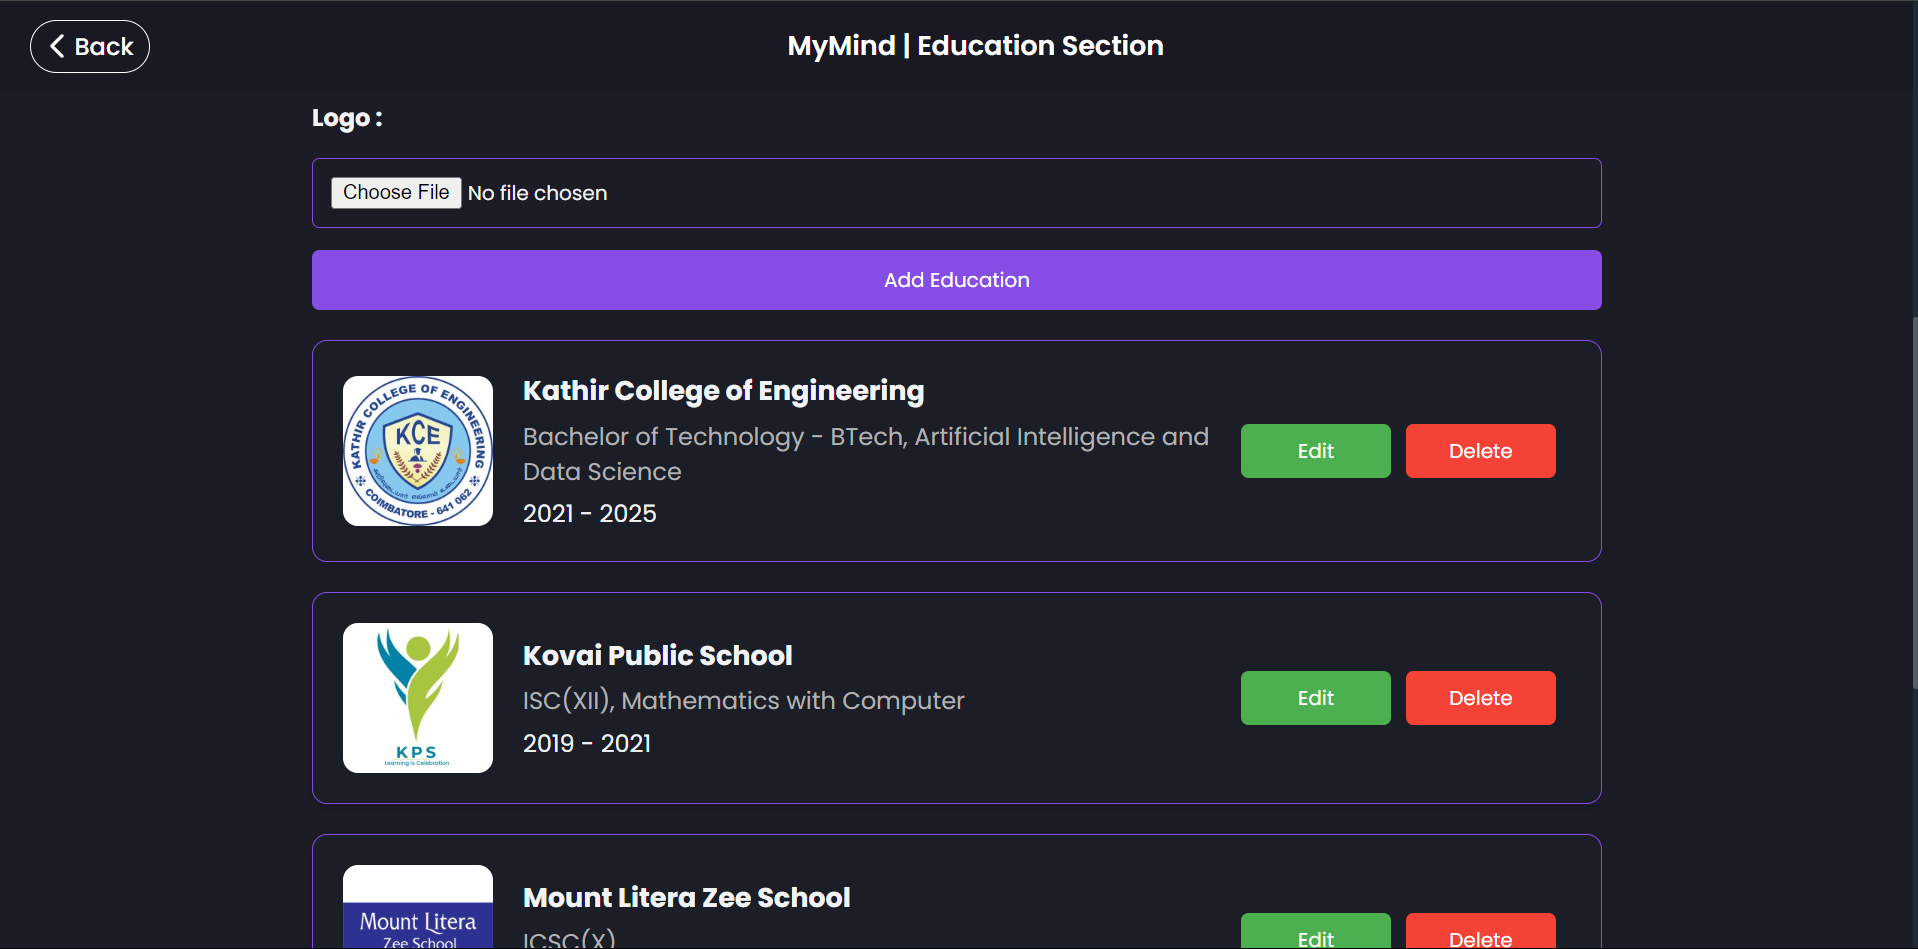 Back
MyMind | Education Section
Logo :
Choose File No file chosen
Add Education
KATHIR COLLEGE OF ENGINEERING
KCE
COIMBATORE - 641 062
Kathir College of Engineering
Bachelor of Technology - BTech, Artificial Intelligence and
Data Science
2021 - 2025
Edit
Delete
KPS
Learning is Celebration
Kovai Public School
ISC(XII), Mathematics with Computer
2019 - 2021
Edit
Delete
Mount Litera
Zee School
Mount Litera Zee School
ICSC(X)
Edit
Delete